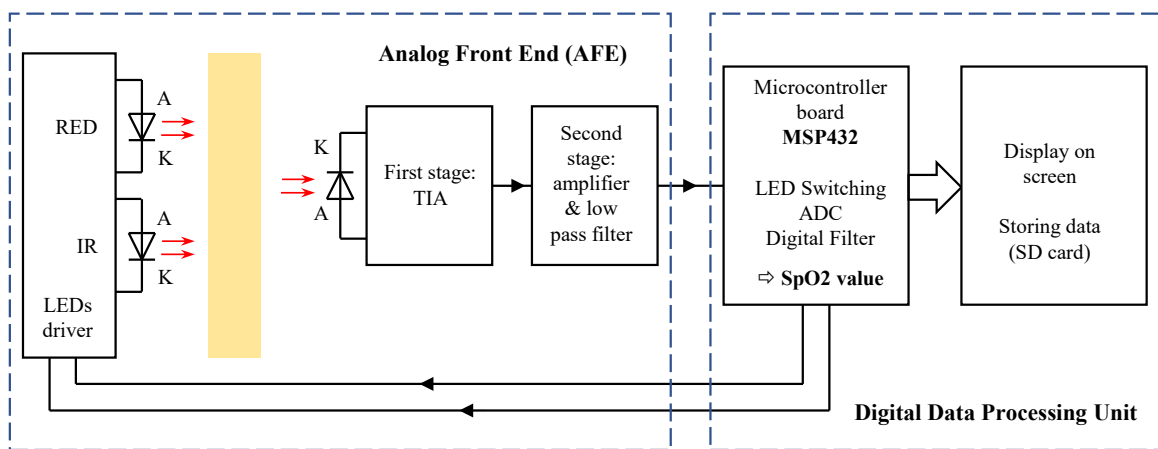 Analog Front End (AFE)
RED
A
K
IR
A
K
LEDs
driver
K
A
First stage:
TIA
Second
stage:
amplifier
& low
pass filter
Microcontroller
board
MSP432
LED Switching
ADC
Digital Filter
⇨ SpO2 value
Display on
screen
Storing data
(SD card)
Digital Data Processing Unit